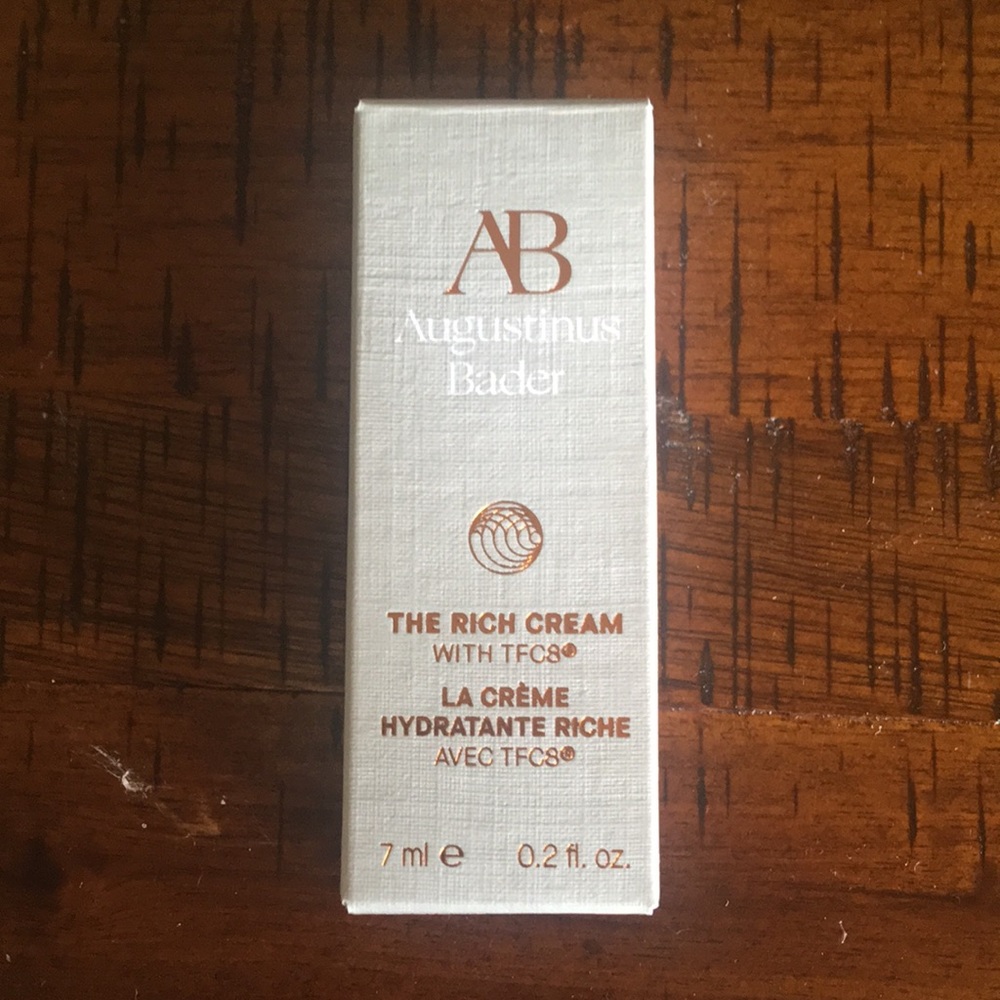 AB
Augustinus
Bader
THE RICH CREAM
WITH TFC8®
LA CRÈME
HYDRATANTE RICHE
AVEC TFC8®
7 ml ℮ 0.2 fl. oz.